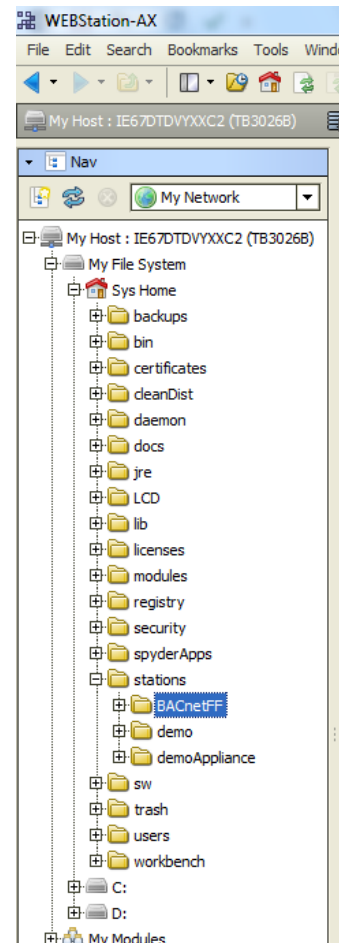 WEBStation-AX
File Edit Search Bookmarks Tools Wind
My Host : IE67DTDVYXXC2 (TB3026B)
Nav
My Network
My Host : IE67DTDVYXXC2 (TB3026B)
My File System
Sys Home
backups
bin
certificates
cleanDist
daemon
docs
jre
LCD
lib
licenses
modules
registry
security
spyderApps
stations
BACnetFF
demo
demoAppliance
sw
trash
users
workbench
C:
D:
My Modules